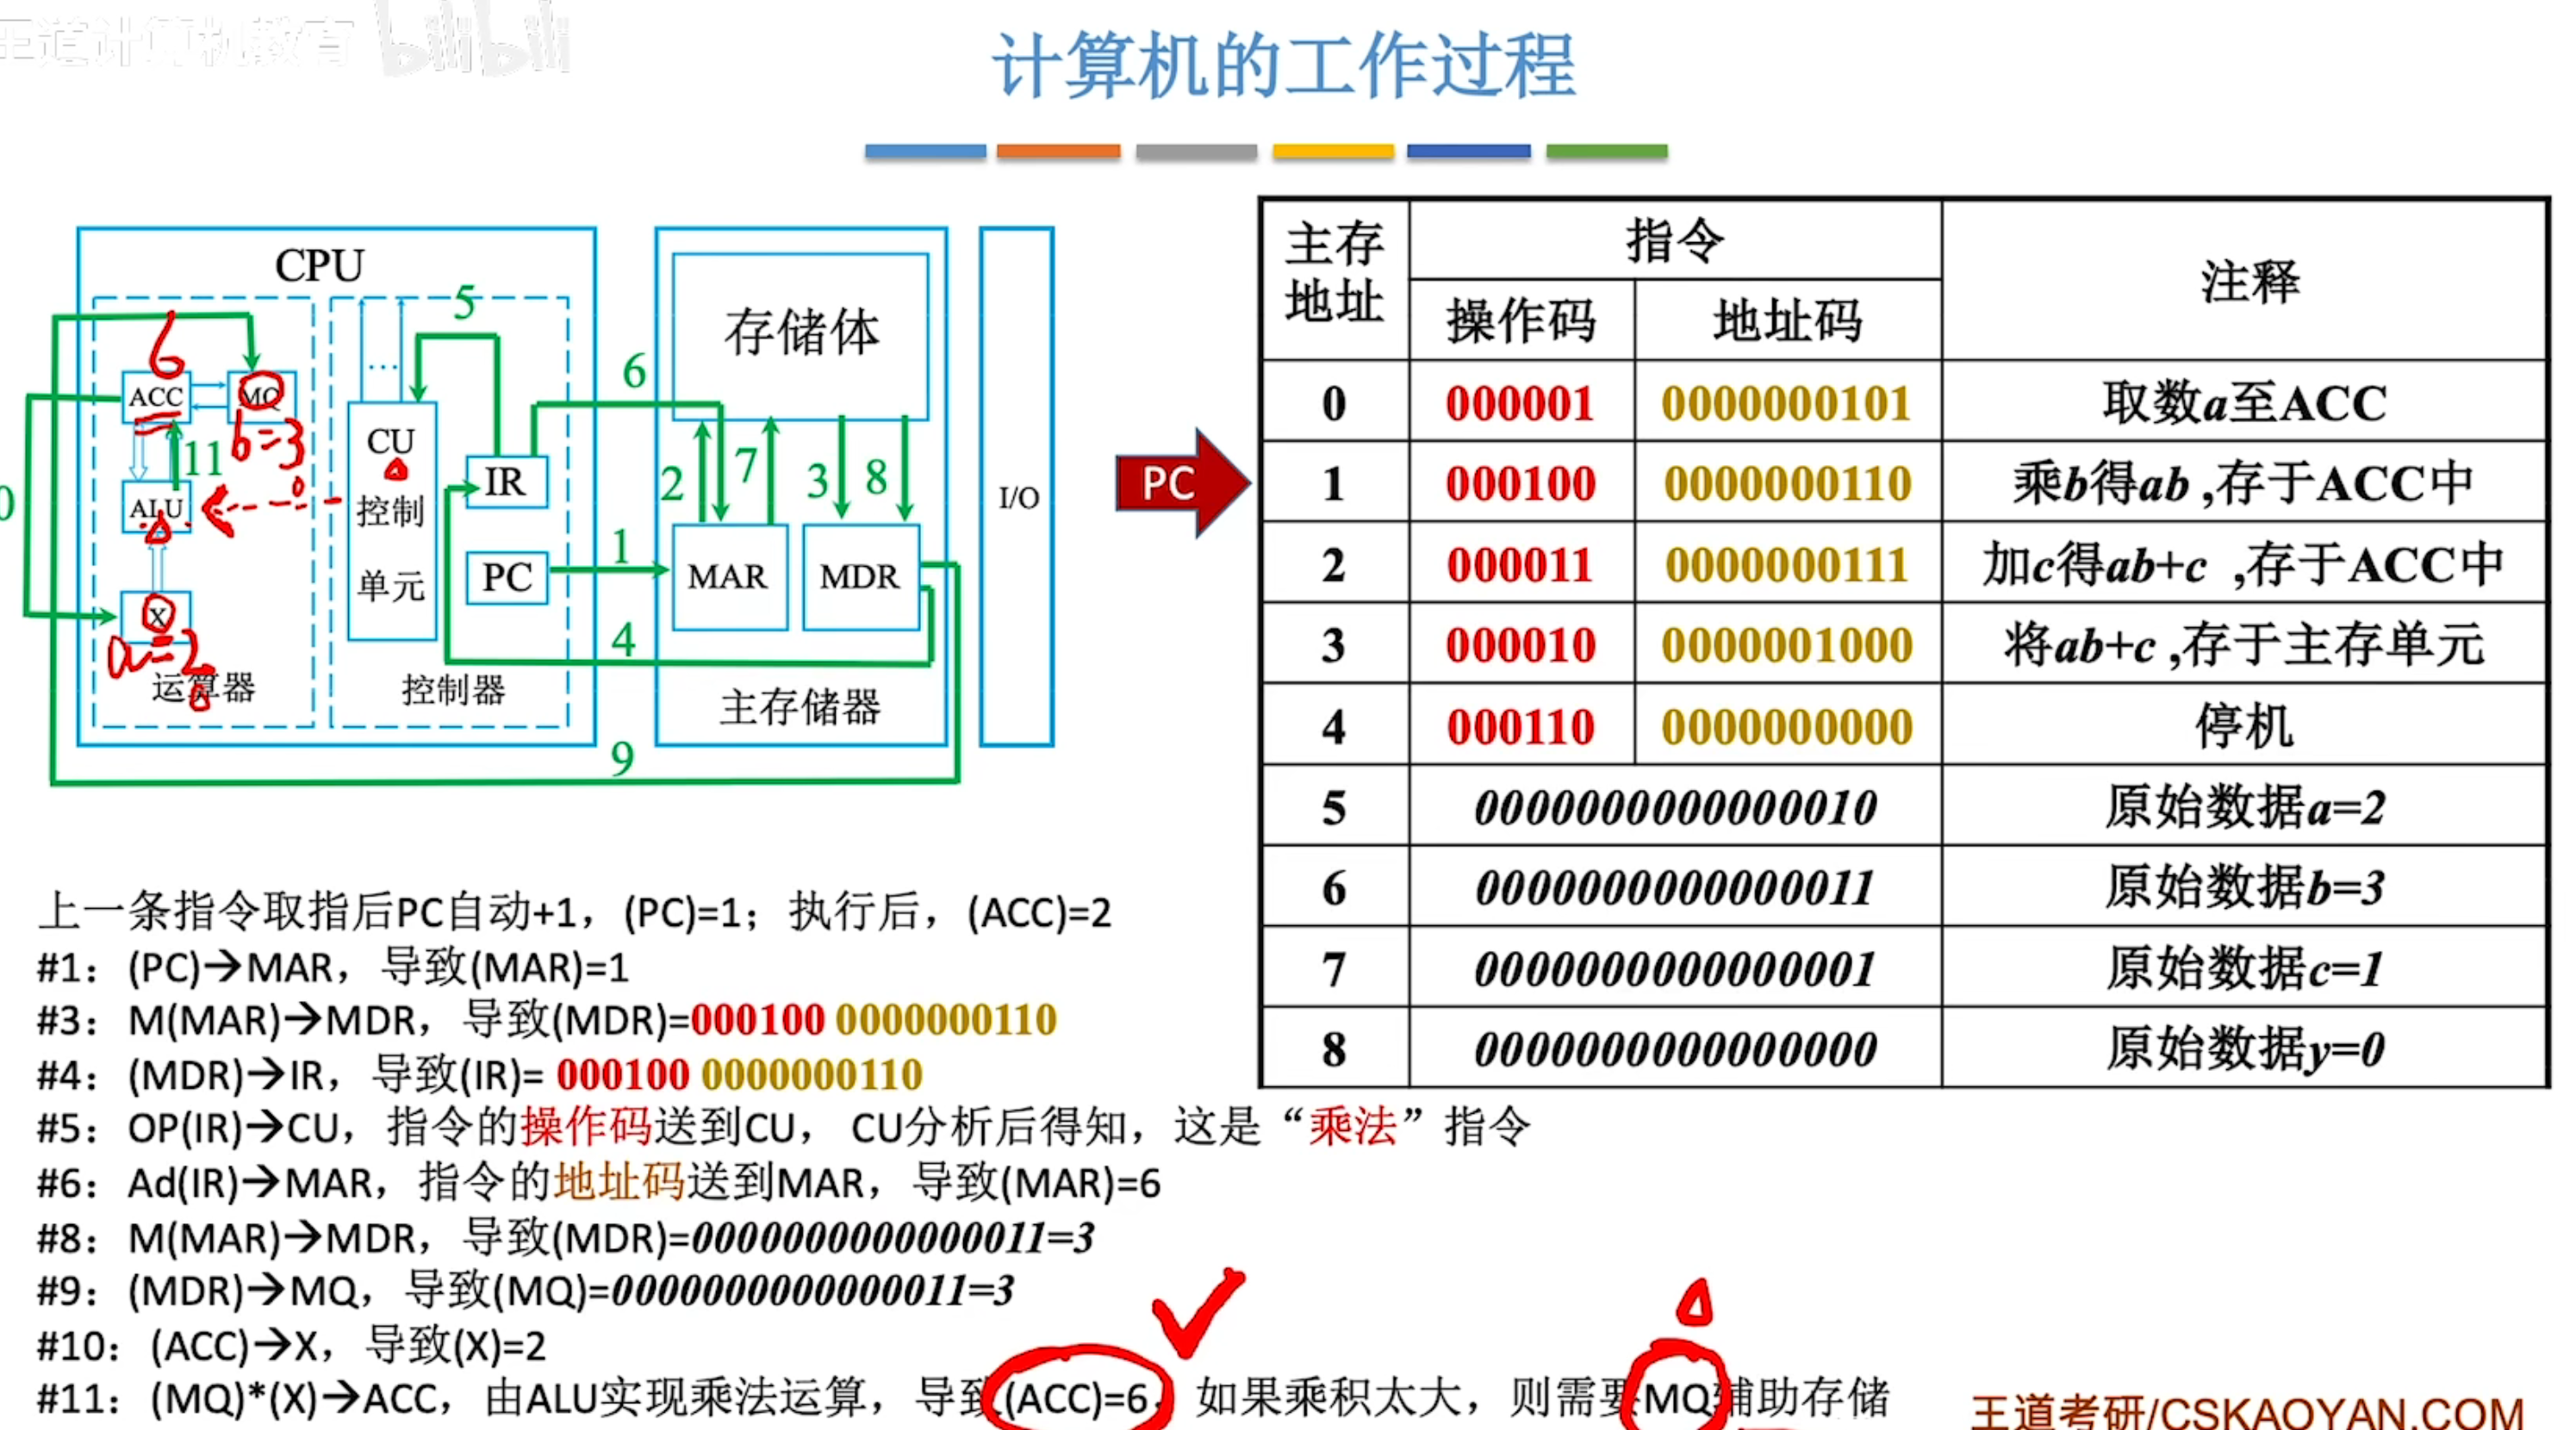 王道计算机教育 bilibili
计算机的工作过程
CPU
ACC
MQ
6
b=3
ALU
X
a=2
运算器
11
5
…
CU
控制
单元
IR
PC
控制器
6
1
4
9
0
存储体
2
7
3
8
MAR
MDR
主存储器
I/O
PC
主存地址 指令 注释
操作码 地址码
0 000001 0000000101 取数a至ACC
1 000100 0000000110 乘b得ab ,存于ACC中
2 000011 0000000111 加c得ab+c ,存于ACC中
3 000010 0000001000 将ab+c ,存于主存单元
4 000110 0000000000 停机
5 0000000000000010 原始数据a=2
6 0000000000000011 原始数据b=3
7 0000000000000001 原始数据c=1
8 0000000000000000 原始数据y=0
上一条指令取指后PC自动+1，(PC)=1；执行后，(ACC)=2
#1：(PC)→MAR，导致(MAR)=1
#3：M(MAR)→MDR，导致(MDR)=000100 0000000110
#4：(MDR)→IR，导致(IR)= 000100 0000000110
#5：OP(IR)→CU，指令的操作码送到CU， CU分析后得知，这是“乘法”指令
#6：Ad(IR)→MAR，指令的地址码送到MAR，导致(MAR)=6
#8：M(MAR)→MDR，导致(MDR)=0000000000000011=3
#9：(MDR)→MQ，导致(MQ)=0000000000000011=3
#10：(ACC)→X，导致(X)=2
#11：(MQ)*(X)→ACC，由ALU实现乘法运算，导致(ACC)=6，如果乘积太大，则需要MQ辅助存储
王道考研/CSKAOYAN.COM